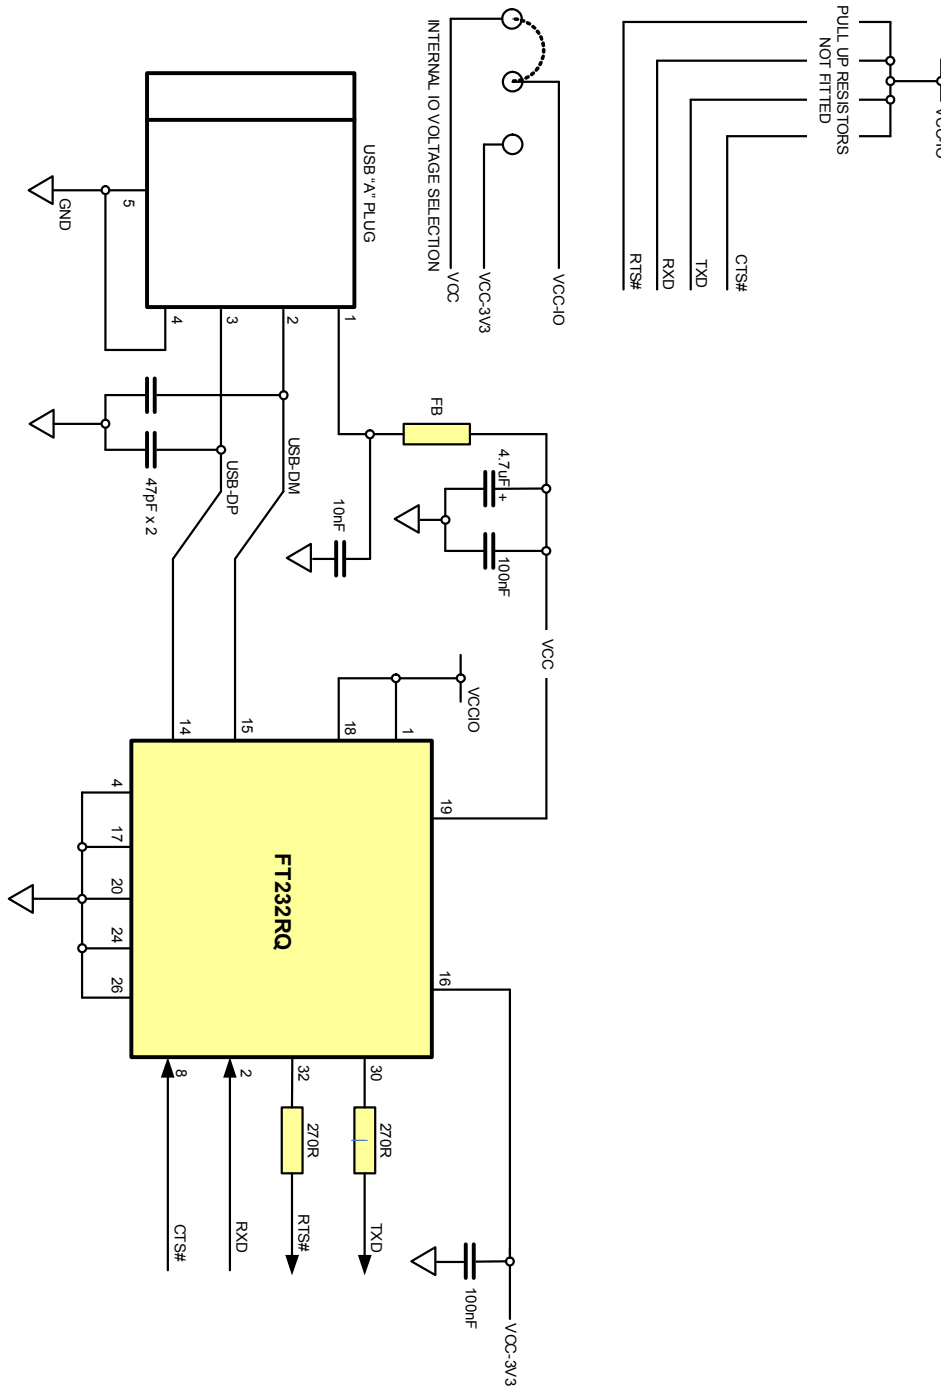 PULL UP RESISTORS
NOT FITTED
VCC-IO
RTS#
RXD
TXD
CTS#
INTERNAL IO VOLTAGE SELECTION
VCC
VCC-3V3
VCC-IO
USB "A" PLUG
5
GND
4
3
2
1
FB
4.7uF +
100nF
10nF
47pF x 2
USB-DP
USB-DM
VCC
VCCIO
14
15
18
1
19
16
4
17
20
24
26
FT232RQ
8
2
32
30
270R
270R
CTS#
RXD
RTS#
TXD
100nF
VCC-3V3